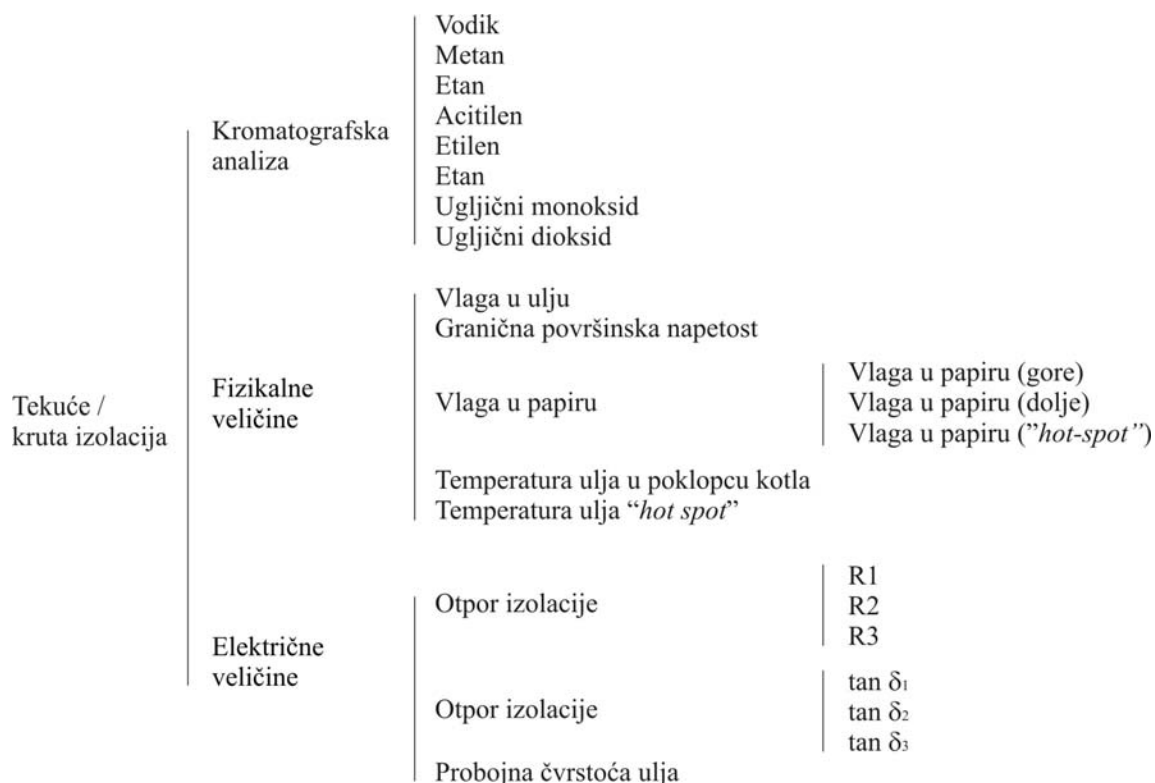 Tekuće /
kruta izolacija
Kromatografska
analiza
Vodik
Metan
Etan
Acitilen
Etilen
Etan
Ugljični monoksid
Ugljični dioksid
Fizikalne
veličine
Vlaga u ulju
Granična površinska napetost
Vlaga u papiru
Vlaga u papiru (gore)
Vlaga u papiru (dolje)
Vlaga u papiru (”hot-spot”)
Temperatura ulja u poklopcu kotla
Temperatura ulja “hot spot”
Električne
veličine
Otpor izolacije
R1
R2
R3
Otpor izolacije
tan δ₁
tan δ₂
tan δ₃
Probojna čvrstoća ulja